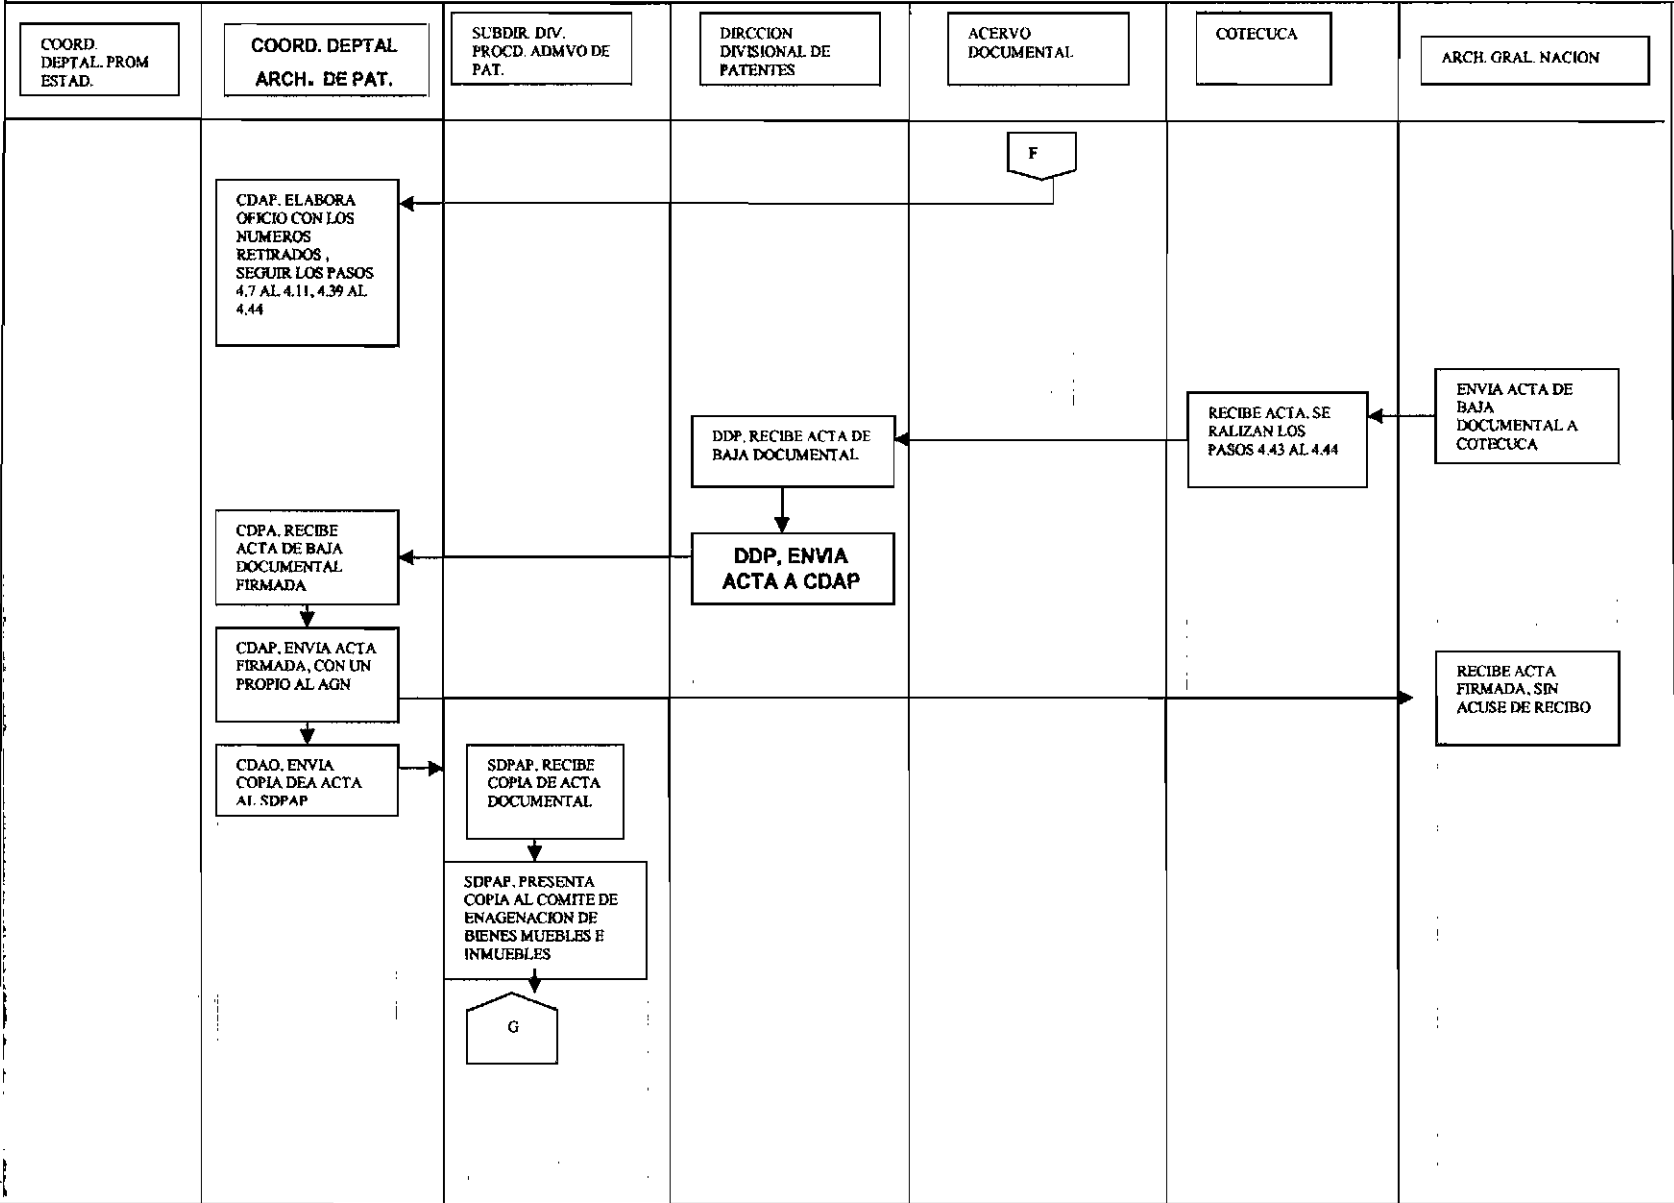 COORD.
DEPTAL. PROM
ESTAD.
COORD. DEPTAL
ARCH. DE PAT.
SUBDIR. DIV.
PROCD. ADMVO DE
PAT.
DIRCCION
DIVISIONAL DE
PATENTES
ACERVO
DOCUMENTAL
COTECUCA
ARCH. GRAL. NACION
F
CDAP, ELABORA
OFICIO CON LOS
NUMEROS
RETIRADOS ,
SEGUIR LOS PASOS
4.7 AL 4.11, 4.39 AL
4.44
ENVIA ACTA DE
BAJA
DOCUMENTAL A
COTECUCA
RECIBE ACTA, SE
RALIZAN LOS
PASOS 4.43 AL 4.44
DDP, RECIBE ACTA DE
BAJA DOCUMENTAL
DDP, ENVIA
ACTA A CDAP
CDPA, RECIBE
ACTA DE BAJA
DOCUMENTAL
FIRMADA
CDAP, ENVIA ACTA
FIRMADA, CON UN
PROPIO AL AGN
RECIBE ACTA
FIRMADA, SIN
ACUSE DE RECIBO
CDAO, ENVIA
COPIA DEA ACTA
AL SDPAP
SDPAP, RECIBE
COPIA DE ACTA
DOCUMENTAL
SDPAP, PRESENTA
COPIA AL COMITE DE
ENAGENACION DE
BIENES MUEBLES E
INMUEBLES
G